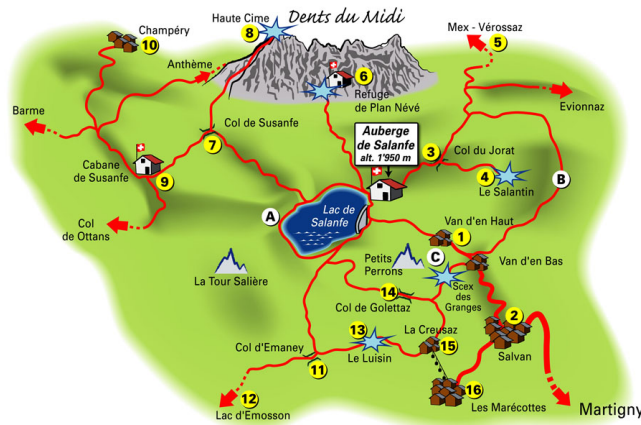 Dents du Midi
Haute Cime
8
Champéry
10
Mex - Vérossaz
5
Anthème
6
Refuge
de Plan Névé
Evionnaz
Barme
Col de Susanfe
7
Auberge
de Salanfe
alt. 1'950 m
3
Col du Jorat
Cabane
de Susanfe
9
4
Le Salantin
B
A
Lac de
Salanfe
Van d'en Haut
1
Col
de Ottans
La Tour Salière
Petits
Perrons
C
Van d'en Bas
Scex
des
Granges
14
Col de Golettaz
2
Salvan
13
Le Luisin
La Creusaz
15
Col d'Emaney
11
16
Les Marécottes
12
Lac d'Emosson
Martigny